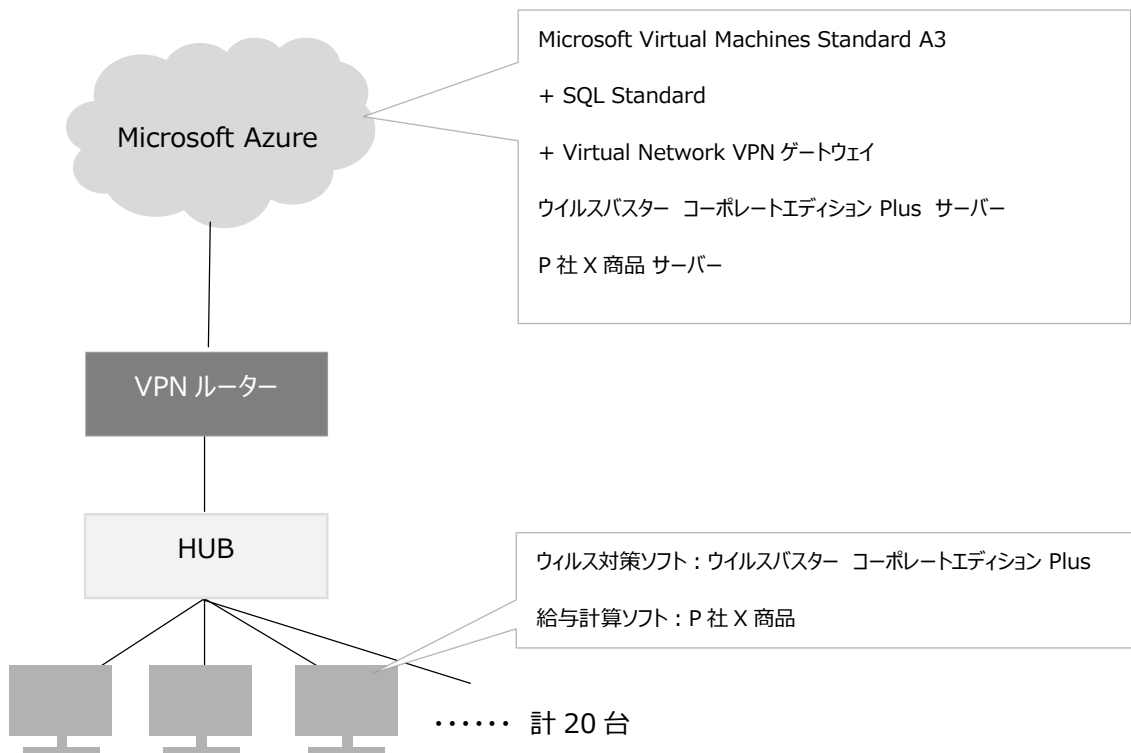 Microsoft Virtual Machines Standard A3
+ SQL Standard
+ Virtual Network VPN ゲートウェイ
ウイルスバスター コーポレートエディション Plus サーバー
P 社 X 商品 サーバー
Microsoft Azure
VPN ルーター
HUB
ウィルス対策ソフト：ウイルスバスター コーポレートエディション Plus
給与計算ソフト：P 社 X 商品
‥‥‥ 計 20 台